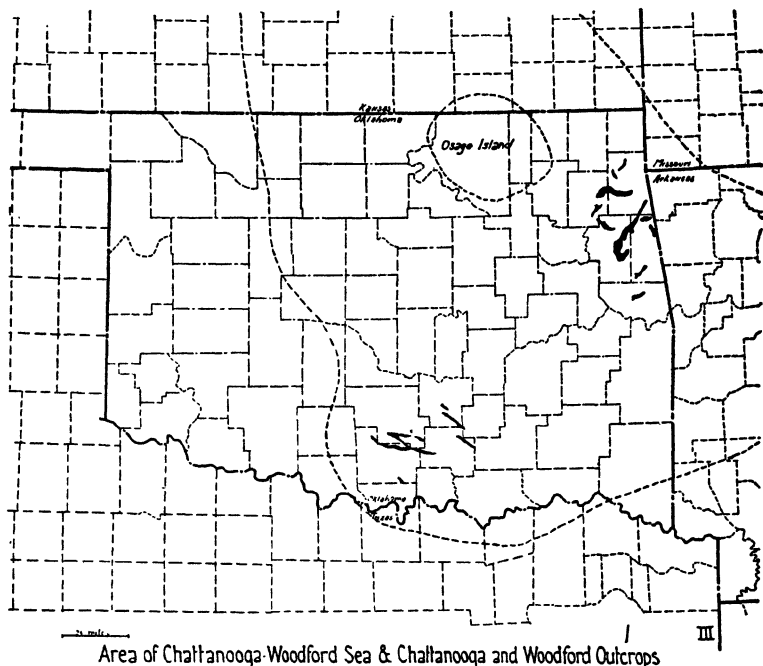 Kansas
Oklahoma
Osage Island
Missouri
Arkansas
Oklahoma
Texas
III
Area of Chattanooga-Woodford Sea & Chattanooga and Woodford Outcrops